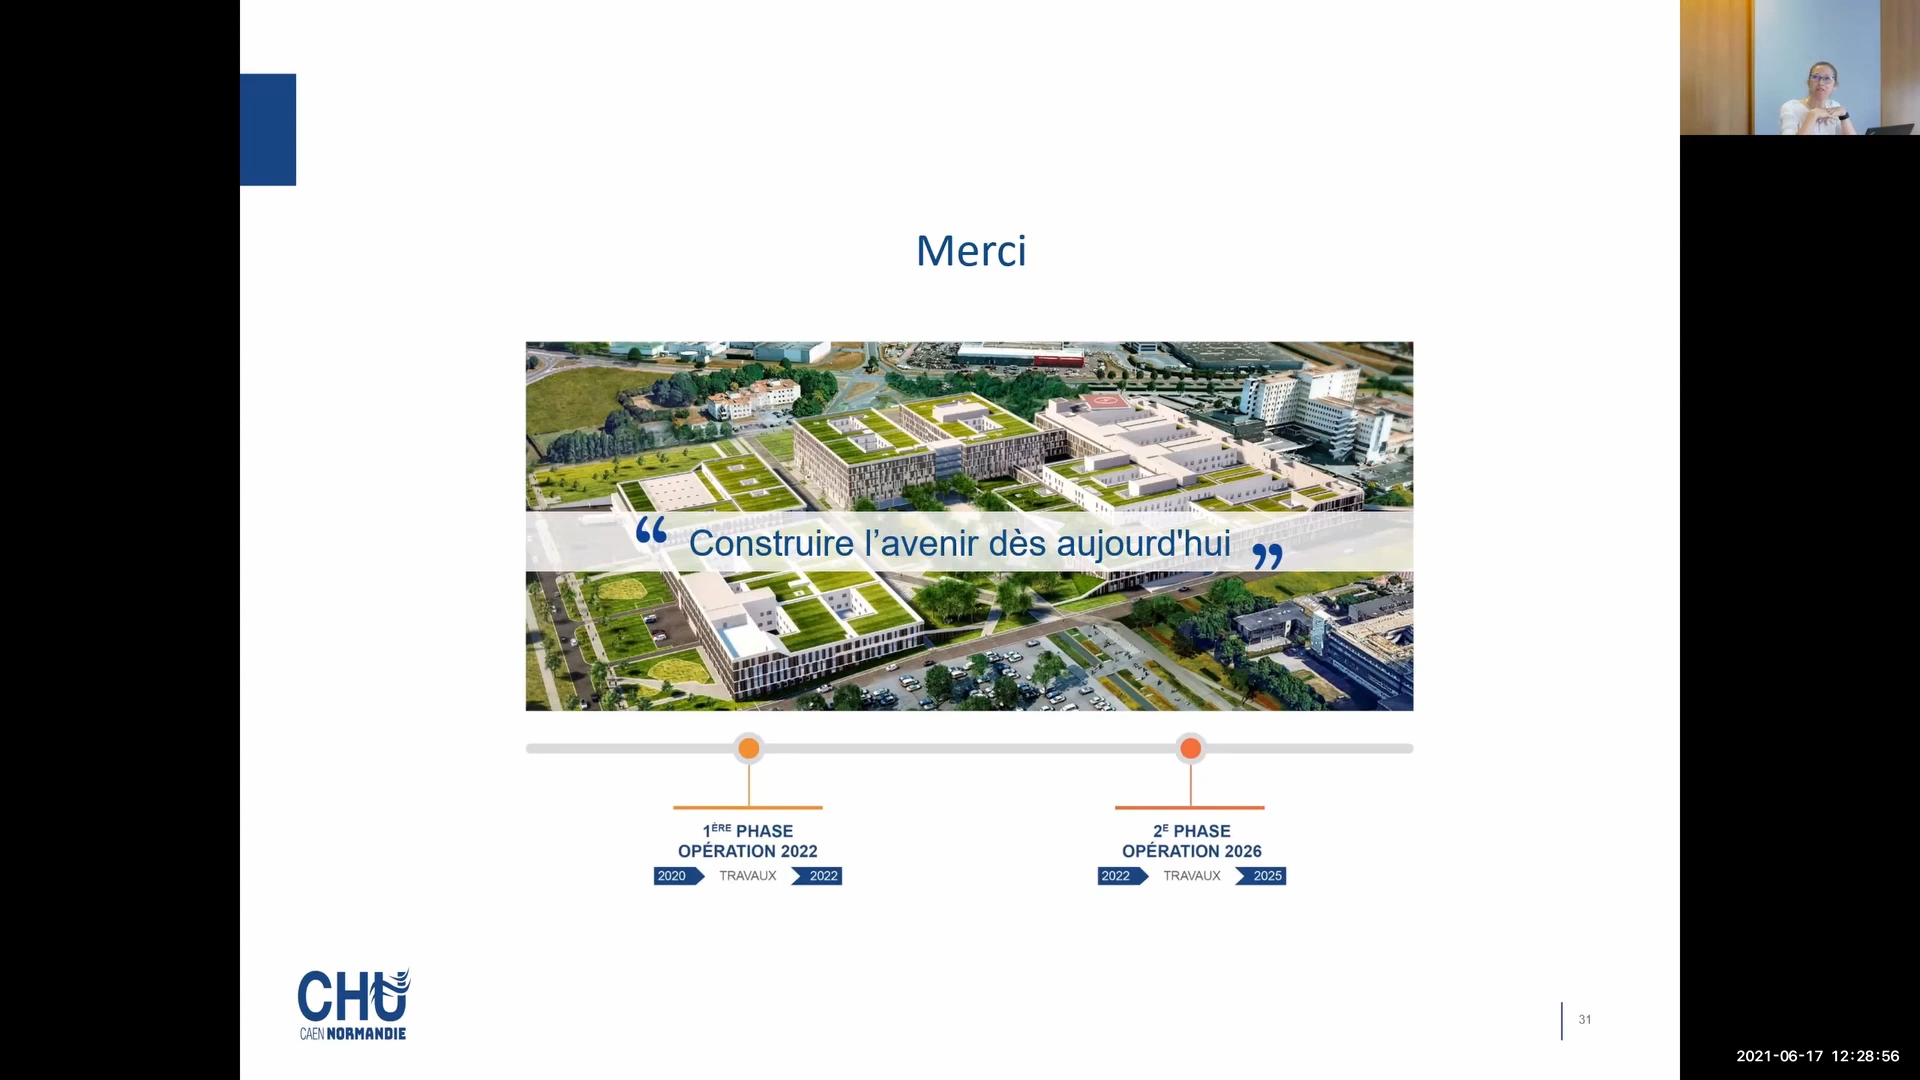 Merci
“ Construire l’avenir dès aujourd'hui ”
1ÈRE PHASE
OPÉRATION 2022
2020 TRAVAUX 2022
2E PHASE
OPÉRATION 2026
2022 TRAVAUX 2025
CHU
CAEN NORMANDIE
31
2021-06-17 12:28:56